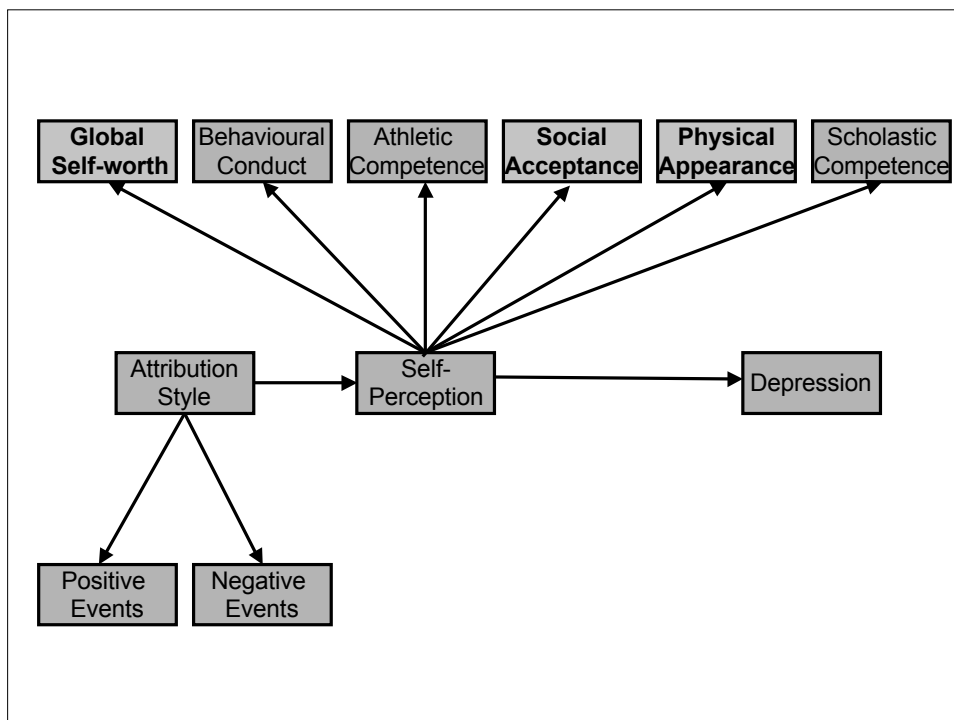 Global
Self-worth
Behavioural
Conduct
Athletic
Competence
Social
Acceptance
Physical
Appearance
Scholastic
Competence
Attribution
Style
Self-
Perception
Depression
Positive
Events
Negative
Events